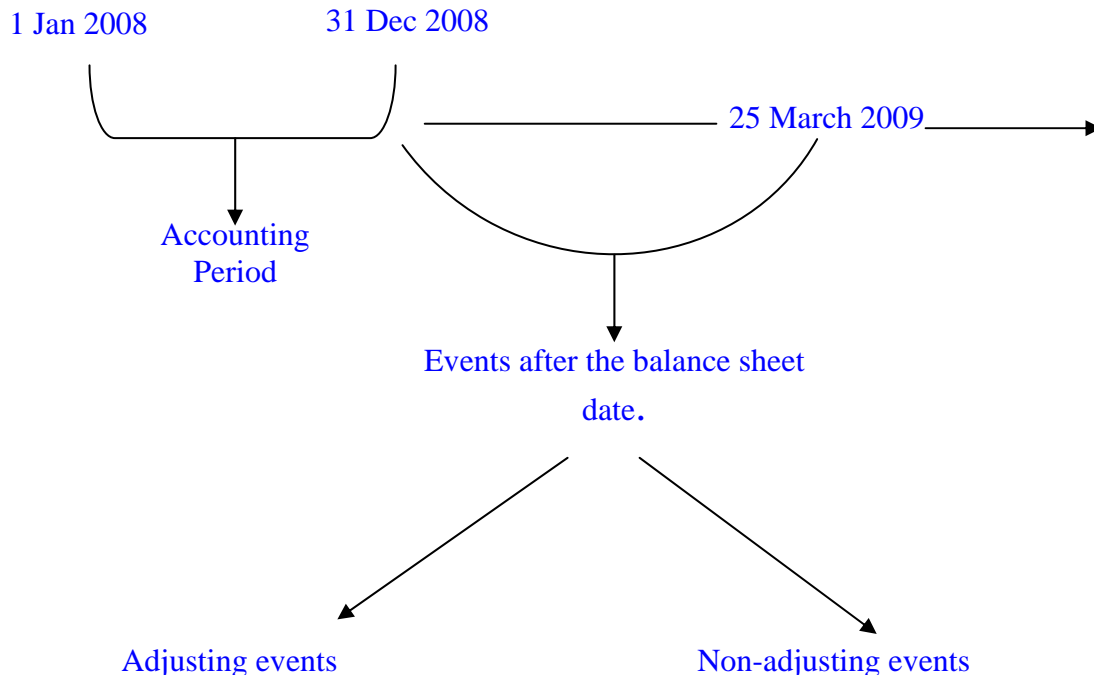 1 Jan 2008
31 Dec 2008
25 March 2009
Accounting
Period
Events after the balance sheet
date.
Adjusting events
Non-adjusting events